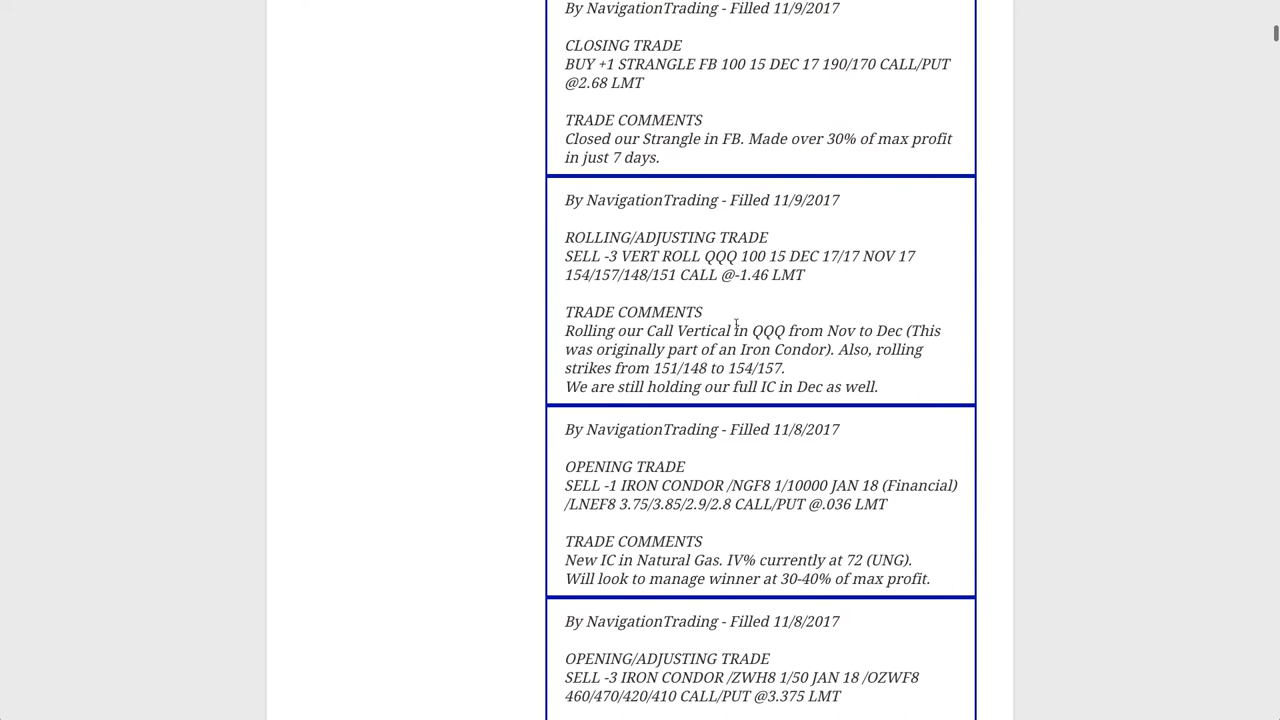 By NavigationTrading - Filled 11/9/2017
CLOSING TRADE
BUY +1 STRANGLE FB 100 15 DEC 17 190/170 CALL/PUT
@2.68 LMT
TRADE COMMENTS
Closed our Strangle in FB. Made over 30% of max profit
in just 7 days.
By NavigationTrading - Filled 11/9/2017
ROLLING/ADJUSTING TRADE
SELL -3 VERT ROLL QQQ 100 15 DEC 17/17 NOV 17
154/157/148/151 CALL @-1.46 LMT
TRADE COMMENTS
Rolling our Call Vertical in QQQ from Nov to Dec (This
was originally part of an Iron Condor). Also, rolling
strikes from 151/148 to 154/157.
We are still holding our full IC in Dec as well.
By NavigationTrading - Filled 11/8/2017
OPENING TRADE
SELL -1 IRON CONDOR /NGF8 1/10000 JAN 18 (Financial)
/LNEF8 3.75/3.85/2.9/2.8 CALL/PUT @.036 LMT
TRADE COMMENTS
New IC in Natural Gas. IV% currently at 72 (UNG).
Will look to manage winner at 30-40% of max profit.
By NavigationTrading - Filled 11/8/2017
OPENING/ADJUSTING TRADE
SELL -3 IRON CONDOR /ZWH8 1/50 JAN 18 /OZWF8
460/470/420/410 CALL/PUT @3.375 LMT